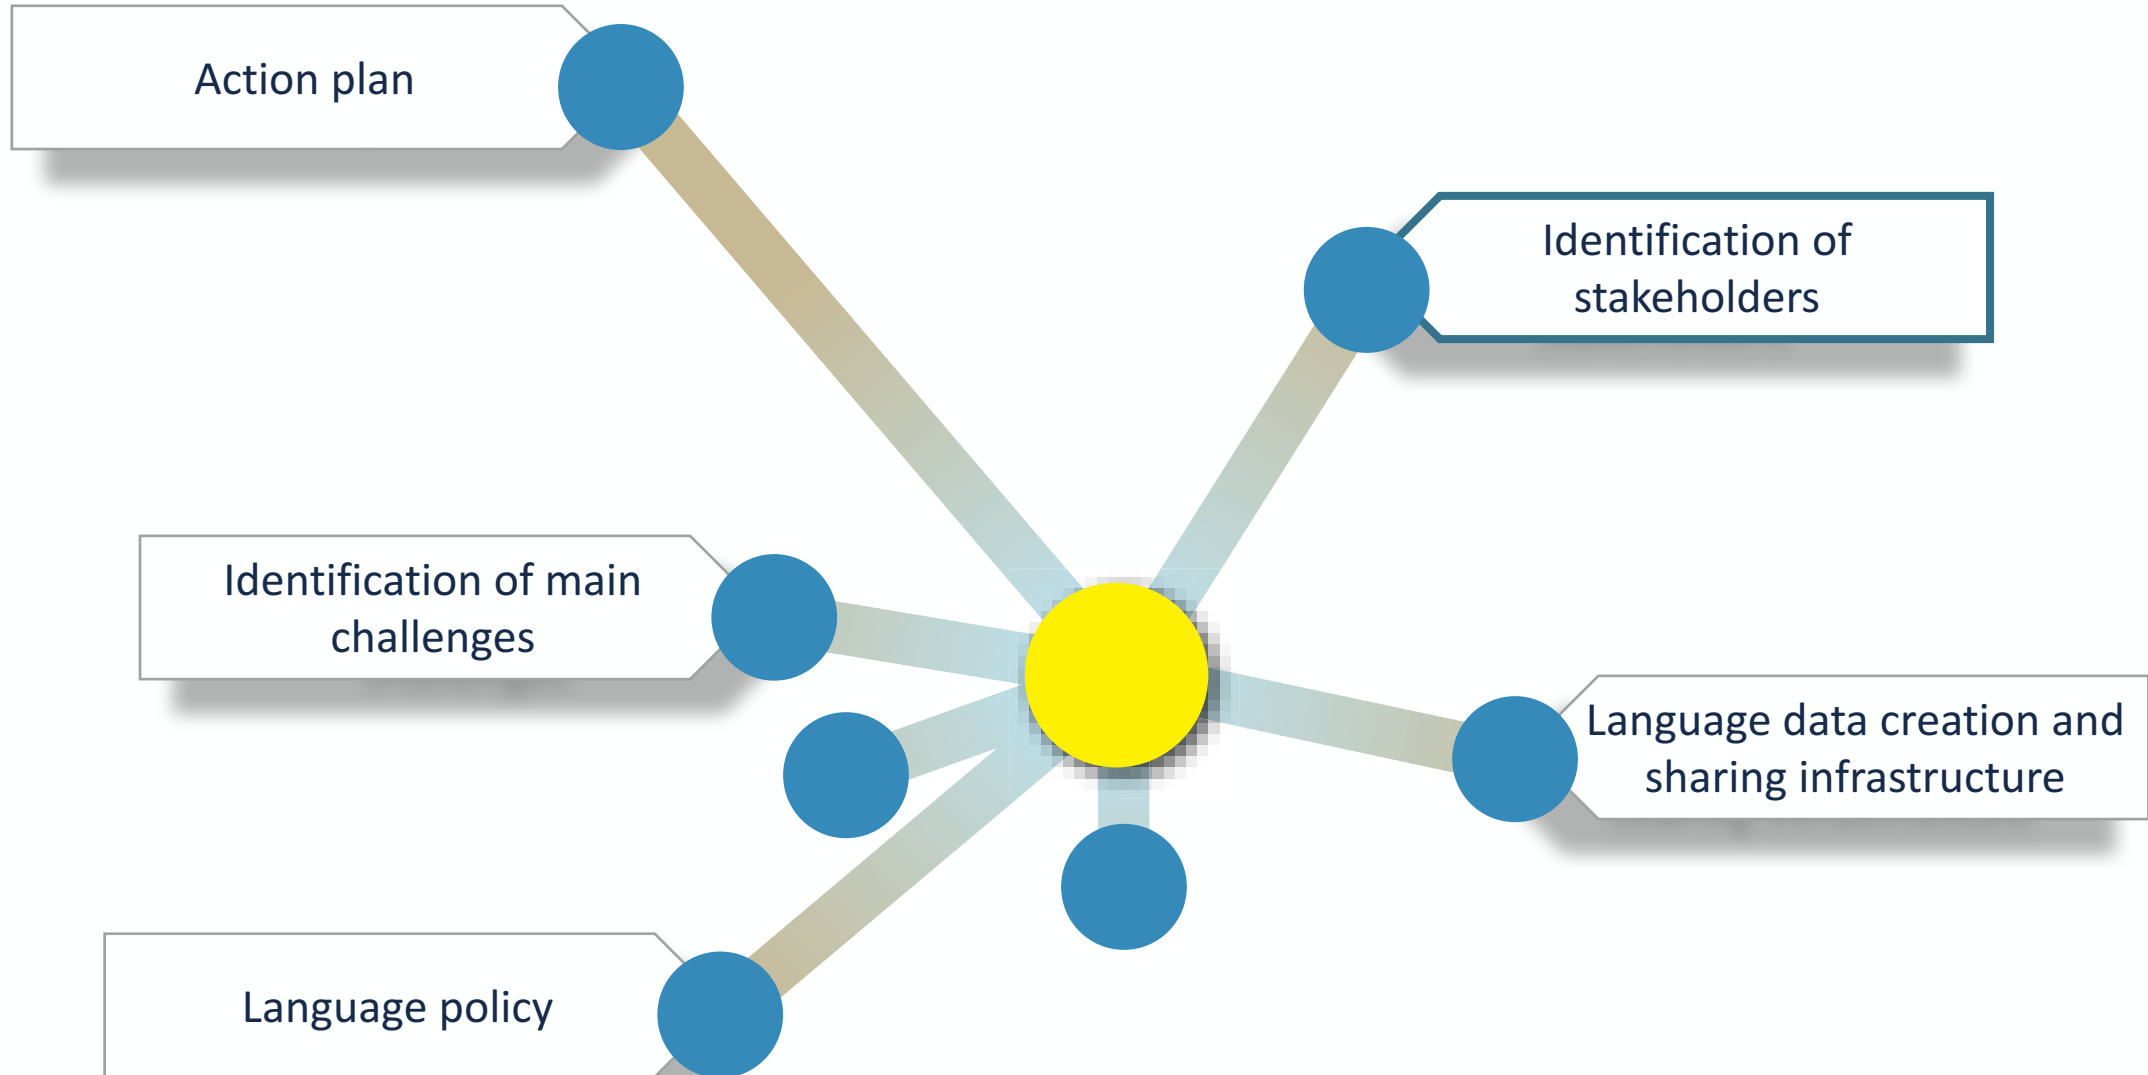 Action plan
Identification of
stakeholders
Identification of main
challenges
Language data creation and
sharing infrastructure
Language policy